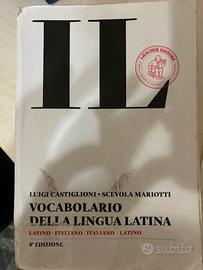 IL
LOESCHER EDITORE
LUIGI CASTIGLIONI - SCEVOLA MARIOTTI
VOCABOLARIO
DELLA LINGUA LATINA
LATINO - ITALIANO / ITALIANO - LATINO
4ª EDIZIONE
subito